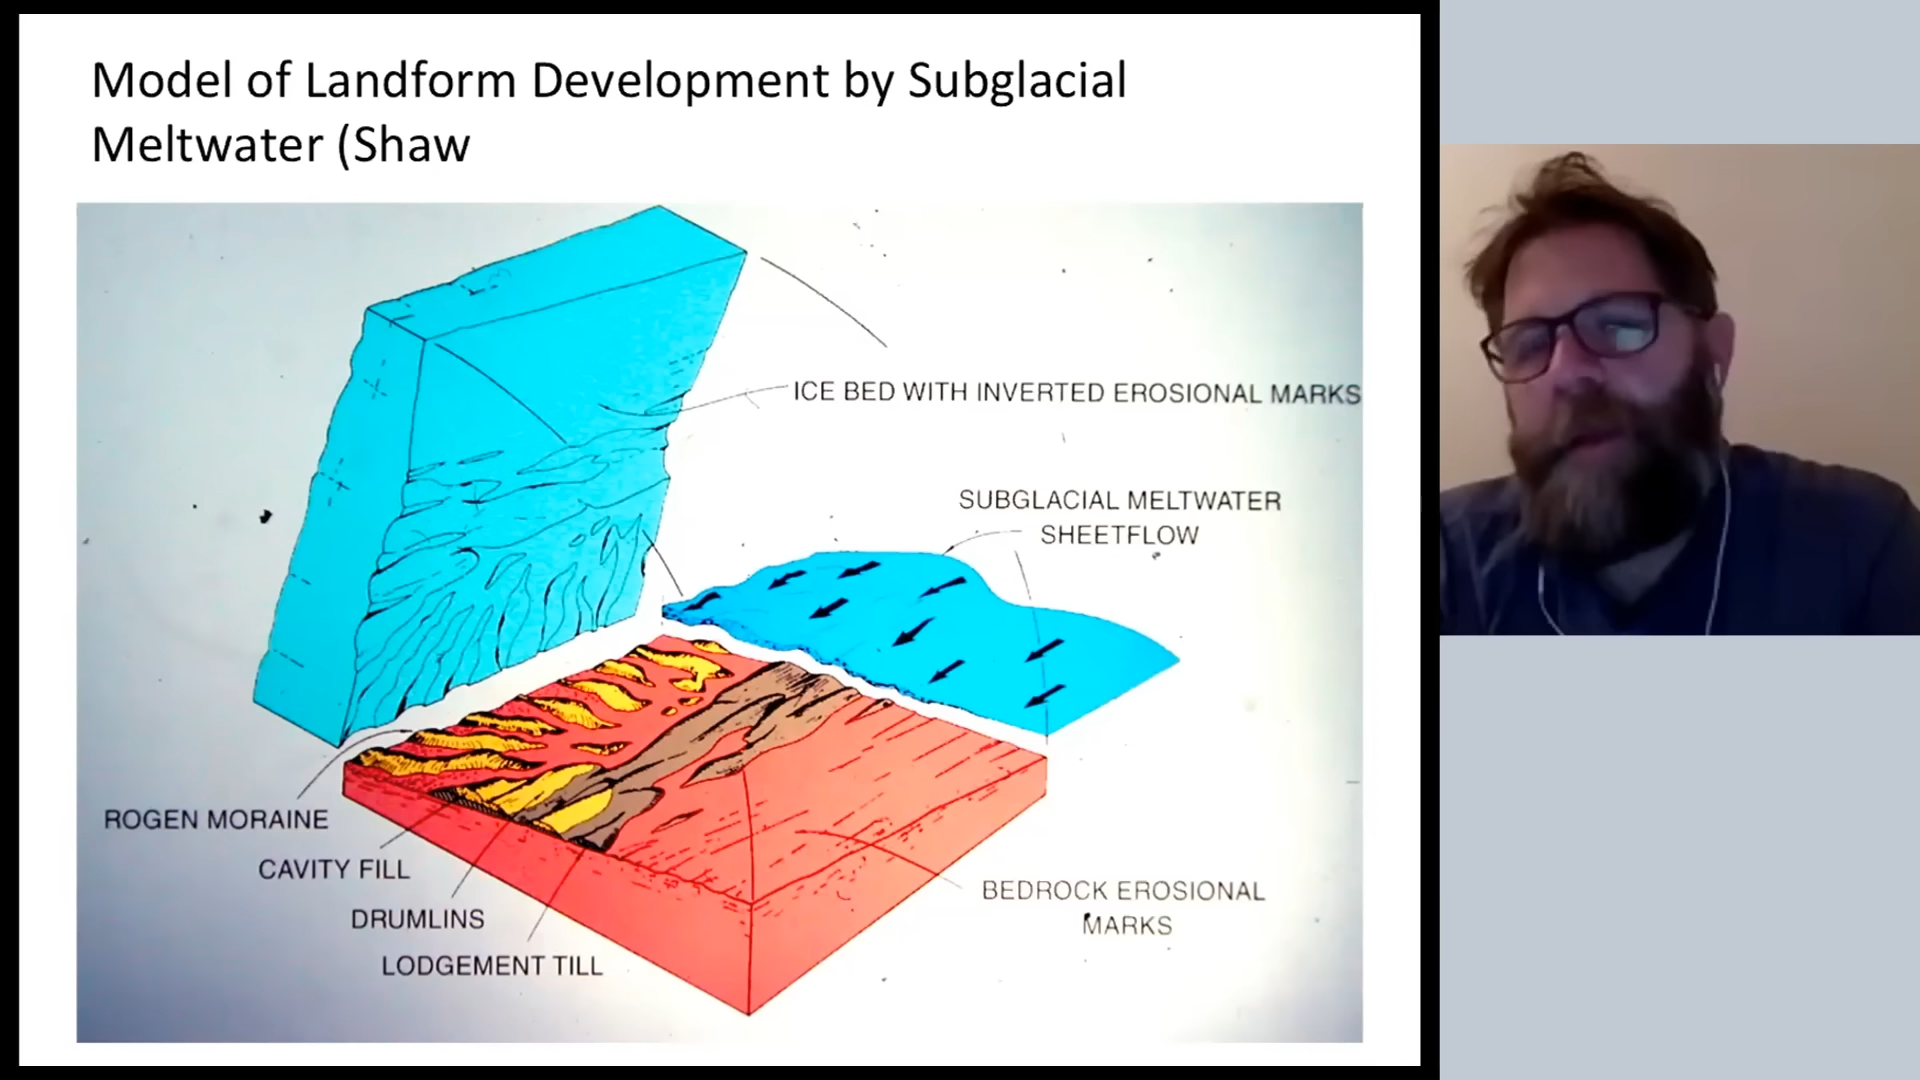 Model of Landform Development by Subglacial
Meltwater (Shaw
ICE BED WITH INVERTED EROSIONAL MARKS
SUBGLACIAL MELTWATER
SHEETFLOW
ROGEN MORAINE
CAVITY FILL
DRUMLINS
LODGEMENT TILL
BEDROCK EROSIONAL
MARKS